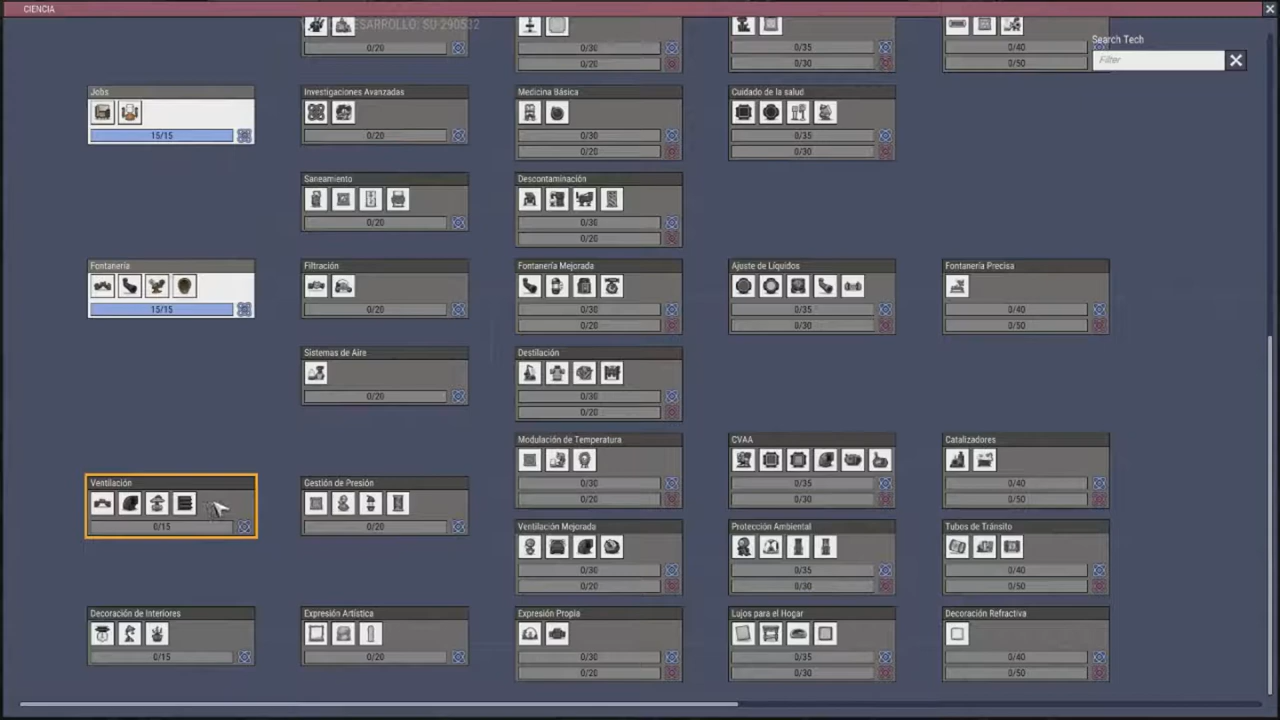 CIENCIA
DESARROLLO: SU-290532
Search Tech
Filter
0/20
0/30
0/20
0/35
0/30
0/40
0/50
Jobs
15/15
Investigaciones Avanzadas
0/20
Medicina Básica
0/30
0/20
Cuidado de la salud
0/35
0/30
Saneamiento
0/20
Descontaminación
0/30
0/20
Fontanería
15/15
Filtración
0/20
Fontanería Mejorada
0/30
0/20
Ajuste de Líquidos
0/35
0/30
Fontanería Precisa
0/40
0/50
Sistemas de Aire
0/20
Destilación
0/30
0/20
Modulación de Temperatura
0/30
0/20
CVAA
0/35
0/30
Catalizadores
0/40
0/50
Ventilación
0/15
Gestión de Presión
0/20
Ventilación Mejorada
0/30
0/20
Protección Ambiental
0/35
0/30
Tubos de Tránsito
0/40
0/50
Decoración de Interiores
0/15
Expresión Artística
0/20
Expresión Propia
0/30
0/20
Lujos para el Hogar
0/35
0/30
Decoración Refractiva
0/40
0/50